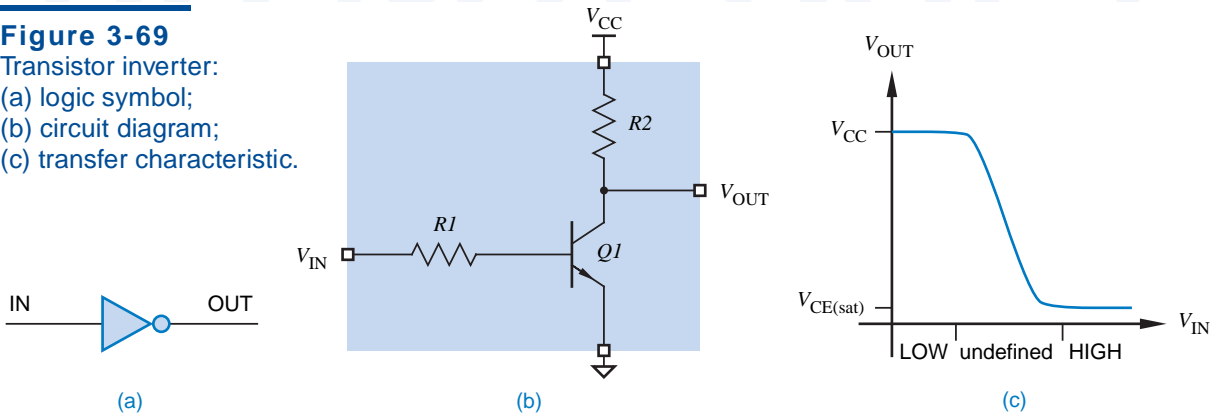 Figure 3-69
Transistor inverter:
(a) logic symbol;
(b) circuit diagram;
(c) transfer characteristic.
IN
OUT
(a)
VCC
R2
VOUT
R1
VIN
Q1
(b)
VOUT
VCC
VCE(sat)
VIN
LOW undefined HIGH
(c)